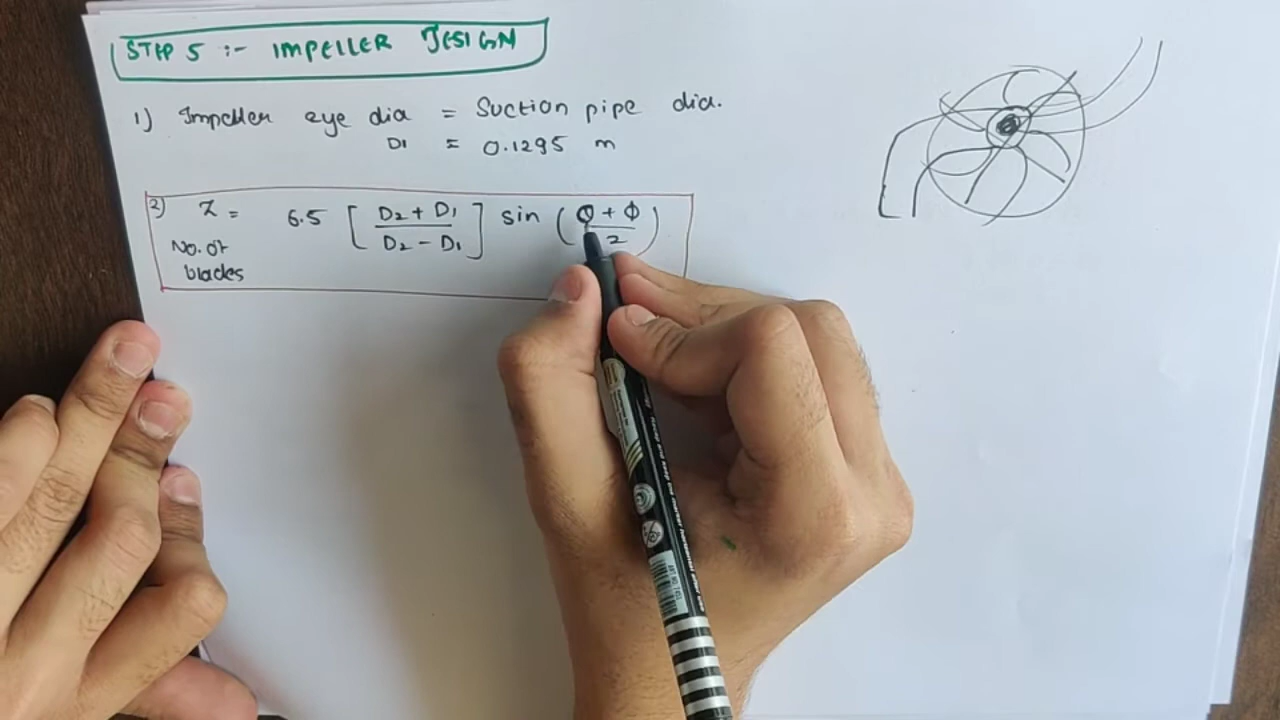 STEP 5 :- IMPELLER DESIGN
1) Impeller eye dia = Suction pipe dia.
D1 = 0.1295 m
2) Z = 6.5 [ D2 + D1 / D2 - D1 ] sin ( θ + Φ / 2 )
No. of
blades